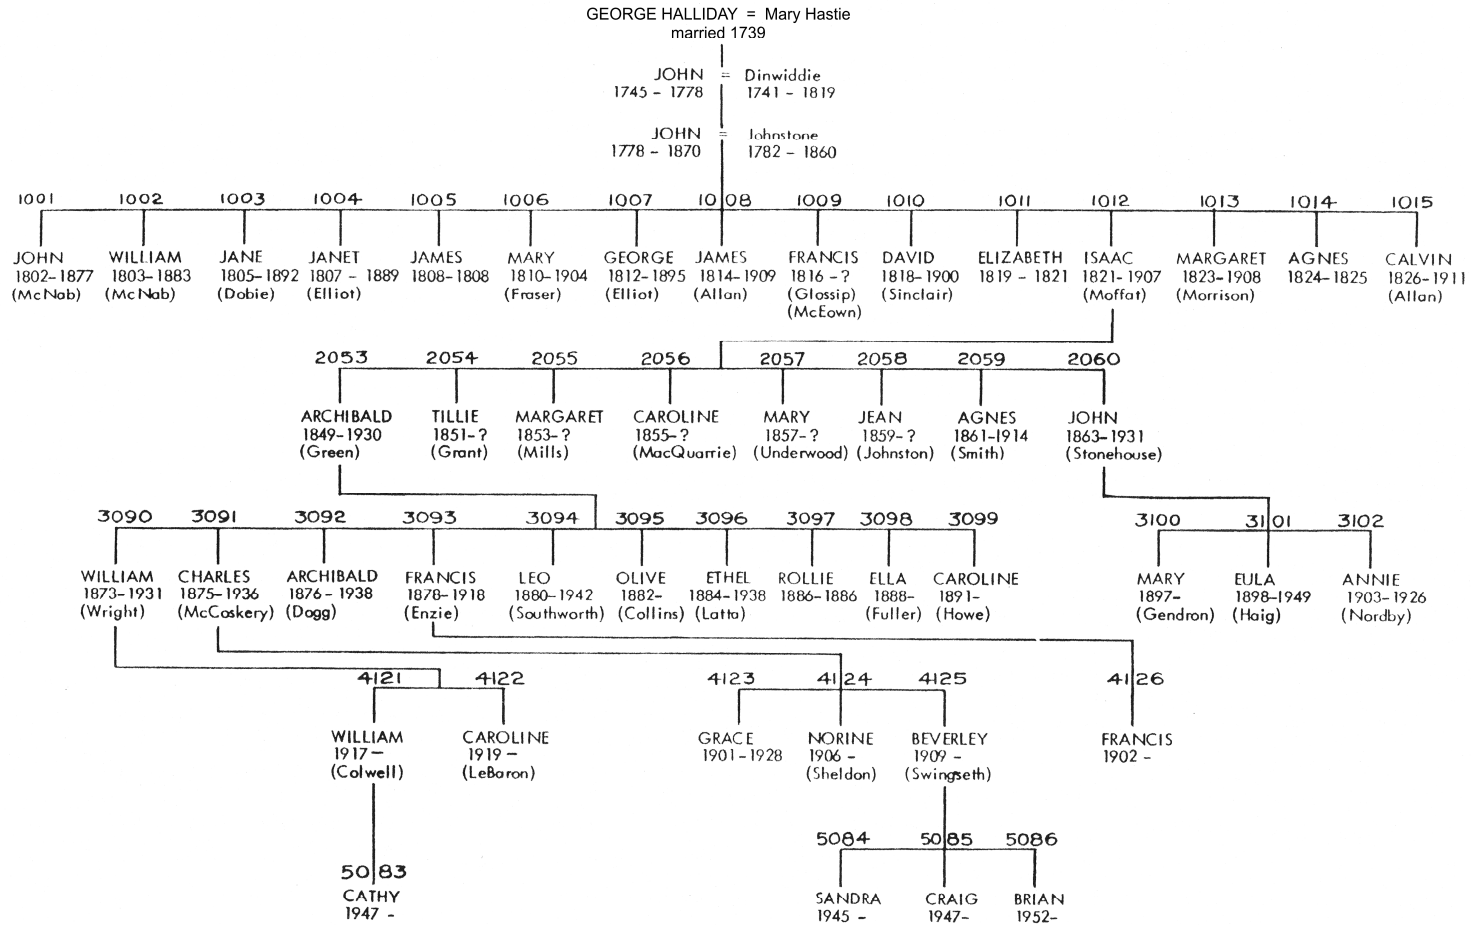 GEORGE HALLIDAY = Mary Hastie
married 1739
JOHN = Dinwiddie
1745 - 1778 1741 - 1819
JOHN = Johnstone
1778 - 1870 1782 - 1860
1001 1002 1003 1004 1005 1006 1007 1008 1009 1010 1011 1012 1013 1014 1015
JOHN WILLIAM JANE JANET JAMES MARY GEORGE JAMES FRANCIS DAVID ELIZABETH ISAAC MARGARET AGNES CALVIN
1802-1877 1803-1883 1805-1892 1807 - 1889 1808-1808 1810-1904 1812-1895 1814-1909 1816 -? 1818-1900 1819 - 1821 1821-1907 1823-1908 1824-1825 1826-1911
(McNab) (McNab) (Dobie) (Elliot) (Fraser) (Elliot) (Allan) (Glossip) (Sinclair) (Moffat) (Morrison) (Allan)
(McEown)
2053 2054 2055 2056 2057 2058 2059 2060
ARCHIBALD TILLIE MARGARET CAROLINE MARY JEAN AGNES JOHN
1849-1930 1851-? 1853-? 1855-? 1857-? 1859-? 1861-1914 1863-1931
(Green) (Grant) (Mills) (MacQuarrie) (Underwood) (Johnston) (Smith) (Stonehouse)
3090 3091 3092 3093 3094 3095 3096 3097 3098 3099 3100 3101 3102
WILLIAM CHARLES ARCHIBALD FRANCIS LEO OLIVE ETHEL ROLLIE ELLA CAROLINE MARY EULA ANNIE
1873-1931 1875-1936 1876 - 1938 1878-1918 1880-1942 1882- 1884-1938 1886-1886 1888- 1891- 1897- 1898-1949 1903-1926
(Wright) (McCoskery) (Dogg) (Enzie) (Southworth) (Collins) (Latta) (Fuller) (Howe) (Gendron) (Haig) (Nordby)
4121 4122 4123 4124 4125 4126
WILLIAM CAROLINE GRACE NORINE BEVERLEY FRANCIS
1917 - 1919 - 1901-1928 1906 - 1909 - 1902 -
(Colwell) (LeBaron) (Sheldon) (Swingseth)
5084 5085 5086
5083
CATHY SANDRA CRAIG BRIAN
1947 - 1945 - 1947- 1952-